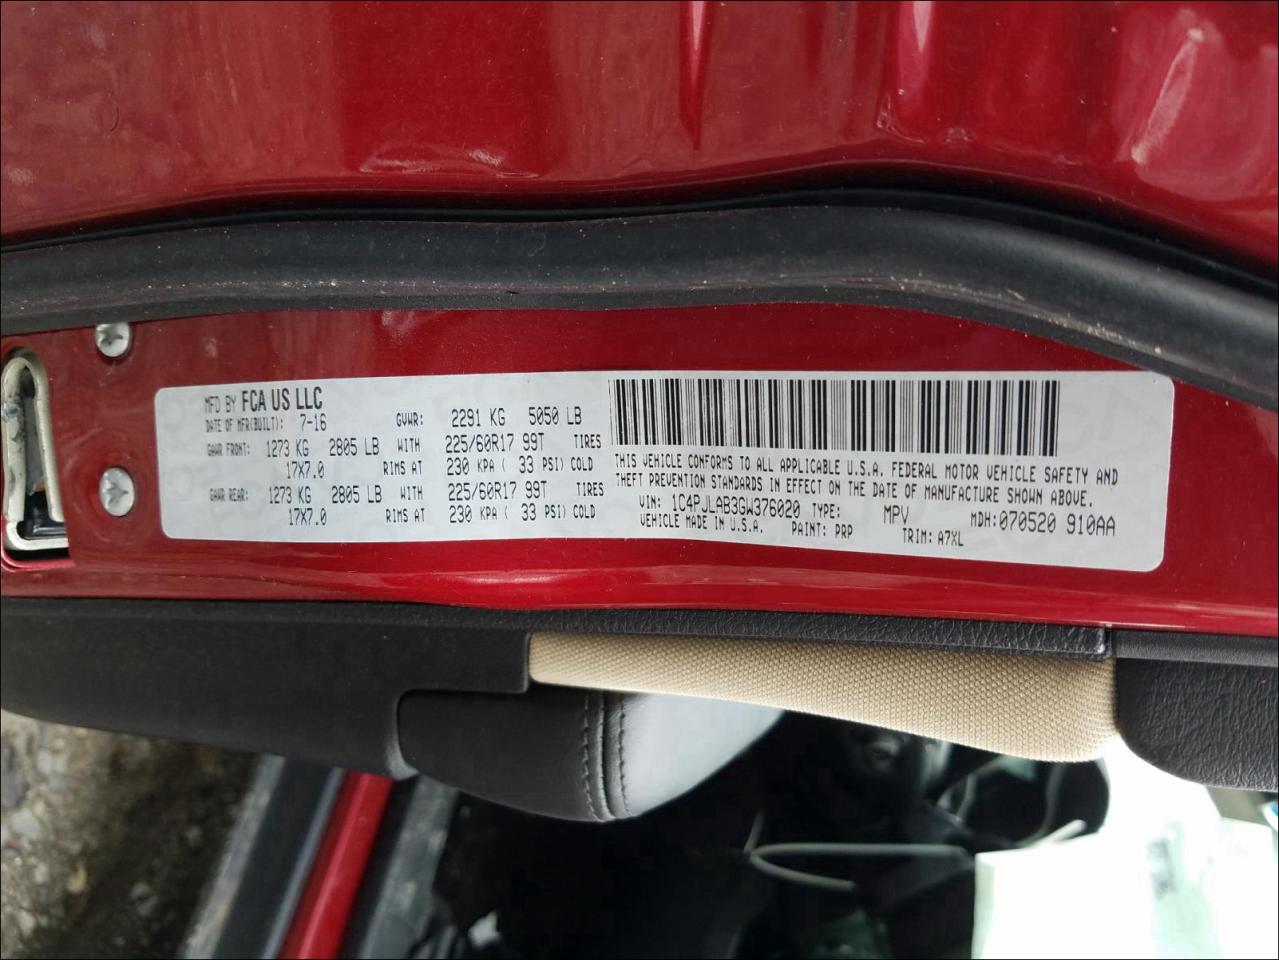 MFD BY FCA US LLC
DATE OF MFR(BUILT): 7-16 GVWR: 2291 KG 5050 LB
GAWR FRONT: 1273 KG 2805 LB WITH 225/60R17 99T TIRES
17X7.0 RIMS AT 230 KPA ( 33 PSI) COLD
GAWR REAR: 1273 KG 2805 LB WITH 225/60R17 99T TIRES
17X7.0 RIMS AT 230 KPA ( 33 PSI) COLD
THIS VEHICLE CONFORMS TO ALL APPLICABLE U.S.A. FEDERAL MOTOR VEHICLE SAFETY AND
THEFT PREVENTION STANDARDS IN EFFECT ON THE DATE OF MANUFACTURE SHOWN ABOVE.
VIN: 1C4PJLAB3GW376020 TYPE: MPV MDH:070520 910AA
VEHICLE MADE IN U.S.A. PAINT: PRP TRIM: A7XL